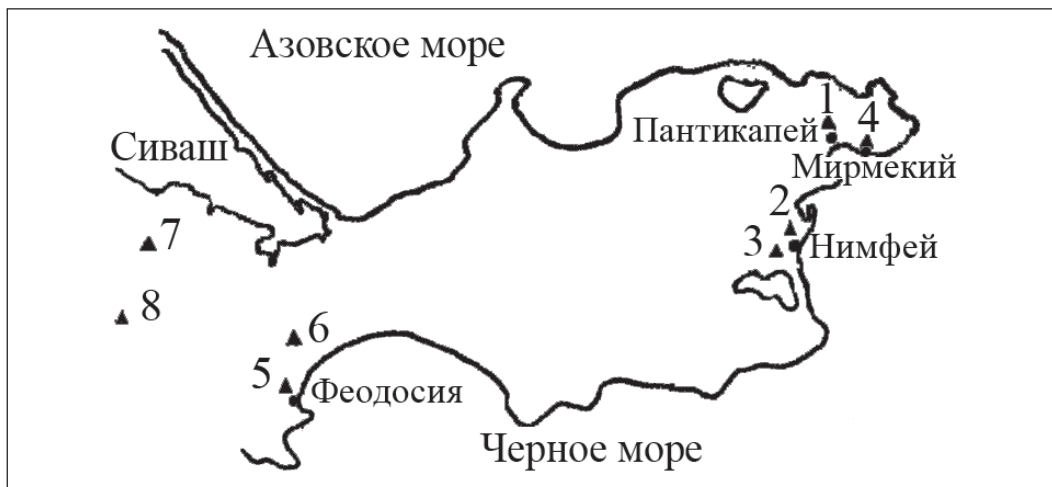 Азовское море
1
Пантикапей
4
Сиваш
Мирмекий
2
7
3
Нимфей
8
6
5
Феодосия
Черное море